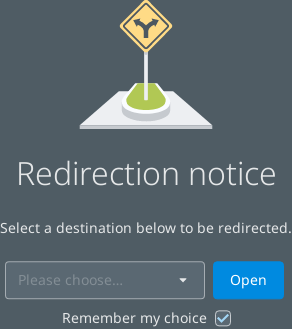 Redirection notice
Select a destination below to be redirected.
Please choose...
Open
Remember my choice